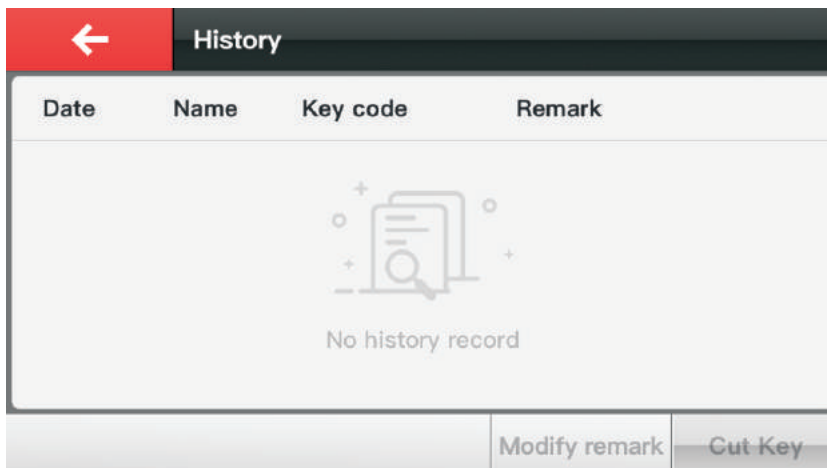 History
Date Name Key code Remark
No history record
Modify remark Cut Key